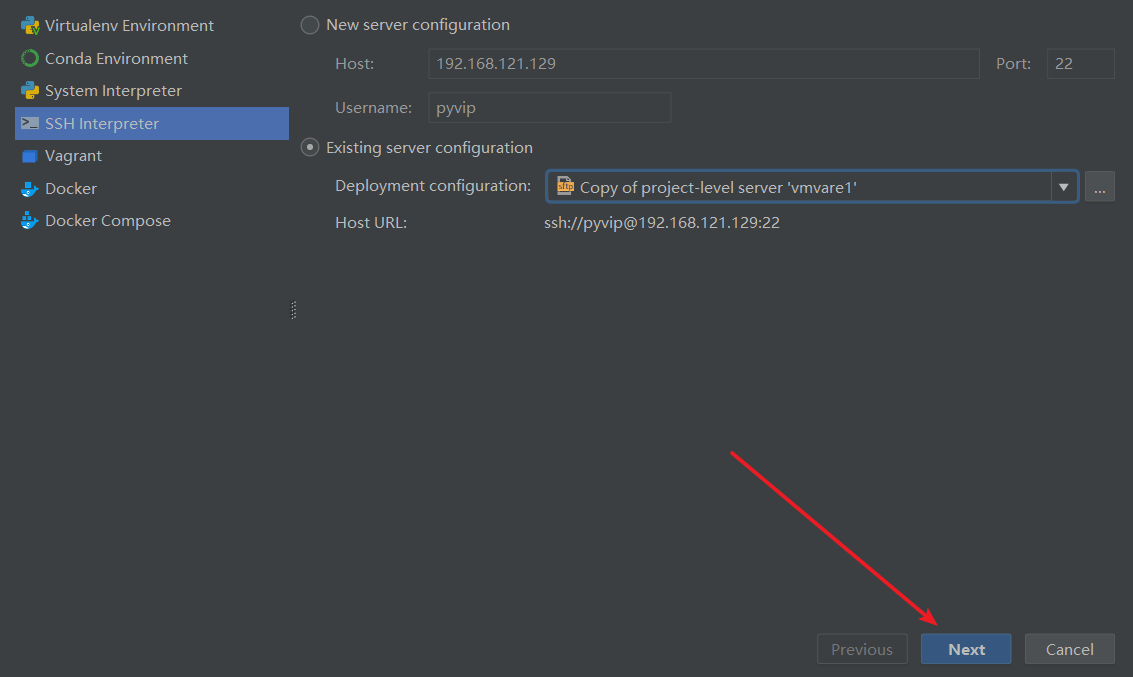 Virtualenv Environment
Conda Environment
System Interpreter
SSH Interpreter
Vagrant
Docker
Docker Compose
New server configuration
Host: 192.168.121.129 Port: 22
Username: pyvip
Existing server configuration
Deployment configuration: sftp Copy of project-level server 'vmvare1' ...
Host URL: ssh://pyvip@192.168.121.129:22
Previous Next Cancel